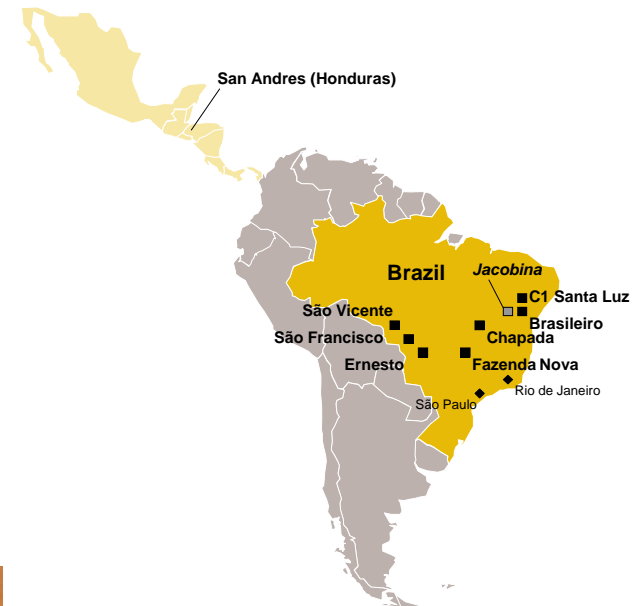 San Andres (Honduras)
Brazil
Jacobina
C1 Santa Luz
São Vicente
Brasileiro
São Francisco
Chapada
Ernesto
Fazenda Nova
Rio de Janeiro
São Paulo